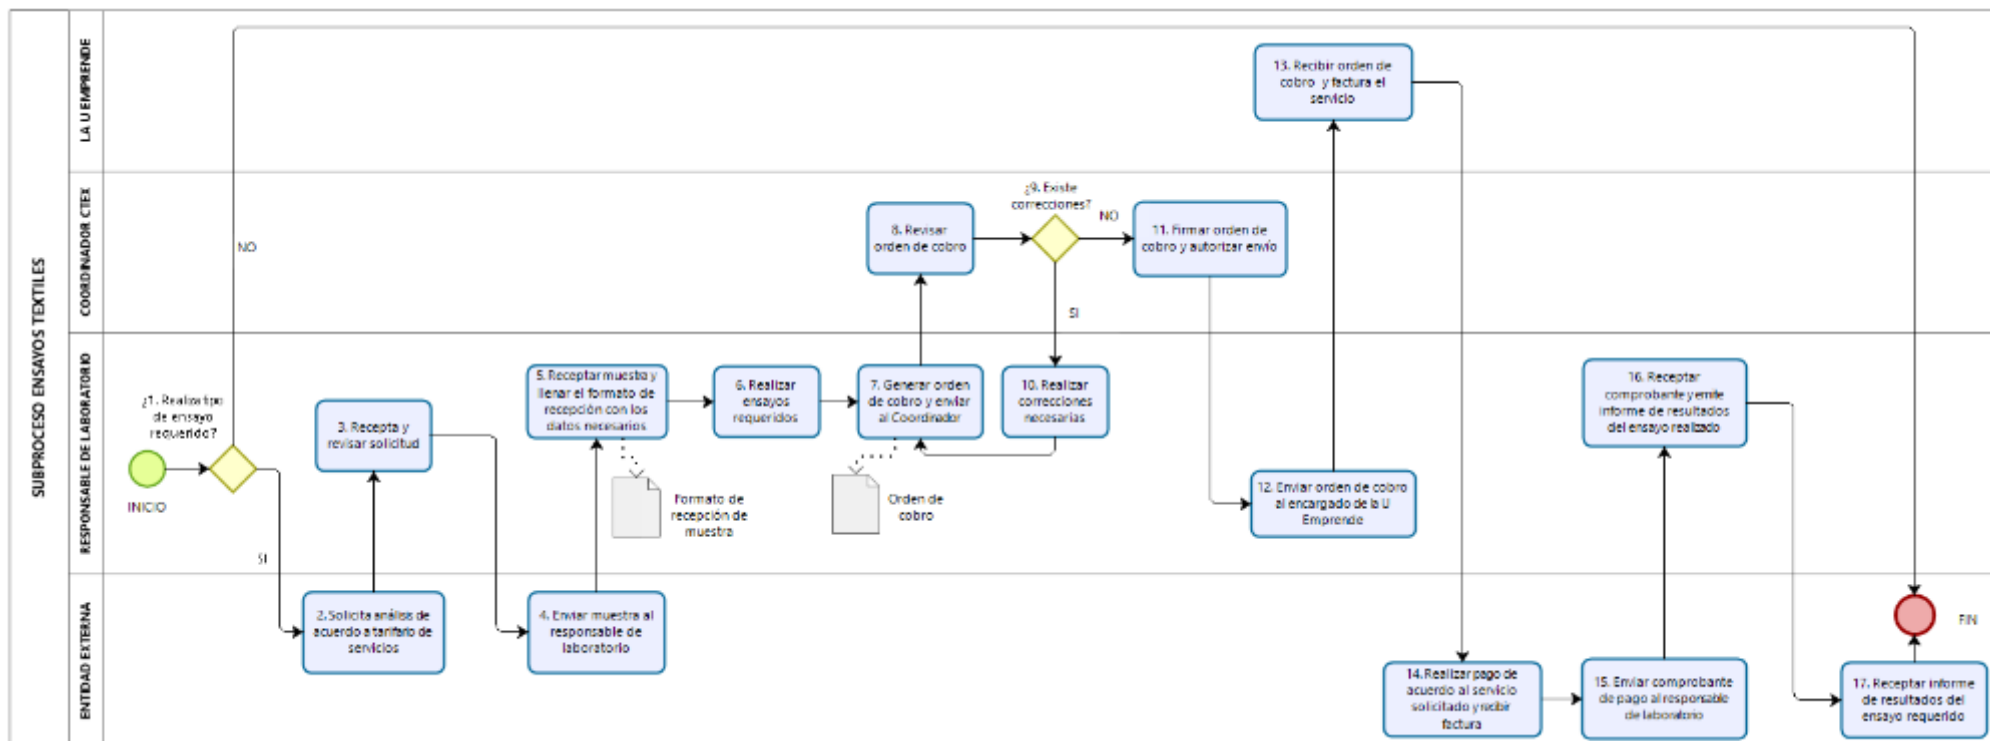 SUBPROCESO ENSAYOS TEXTILES
LA U EMPRENDE
COORDINADOR CTEX
RESPONSABLE DE LABORATORIO
ENTIDAD EXTERNA
INICIO
¿1. Realiza tipo
de ensayo
requerido?
NO
SI
2. Solicita análisis de
acuerdo a tarifario de
servicios
3. Recepta y
revisar solicitud
4. Enviar muestra al
responsable de
laboratorio
5. Receptar muestra y
llenar el formato de
recepción con los
datos necesarios
Formato de
recepción de
muestra
6. Realizar
ensayos
requeridos
7. Generar orden
de cobro y enviar
al Coordinador
Orden de
cobro
8. Revisar
orden de cobro
¿9. Existe
correcciones?
NO
SI
10. Realizar
correcciones
necesarias
11. Firmar orden de
cobro y autorizar envío
12. Enviar orden de cobro
al encargado de la U
Emprende
13. Recibir orden de
cobro y factura el
servicio
14. Realizar pago de
acuerdo al servicio
solicitado y recibir
factura
15. Enviar comprobante
de pago al responsable
de laboratorio
16. Receptar
comprobante y emite
informe de resultados
del ensayo realizado
17. Receptar informe
de resultados del
ensayo requerido
FIN